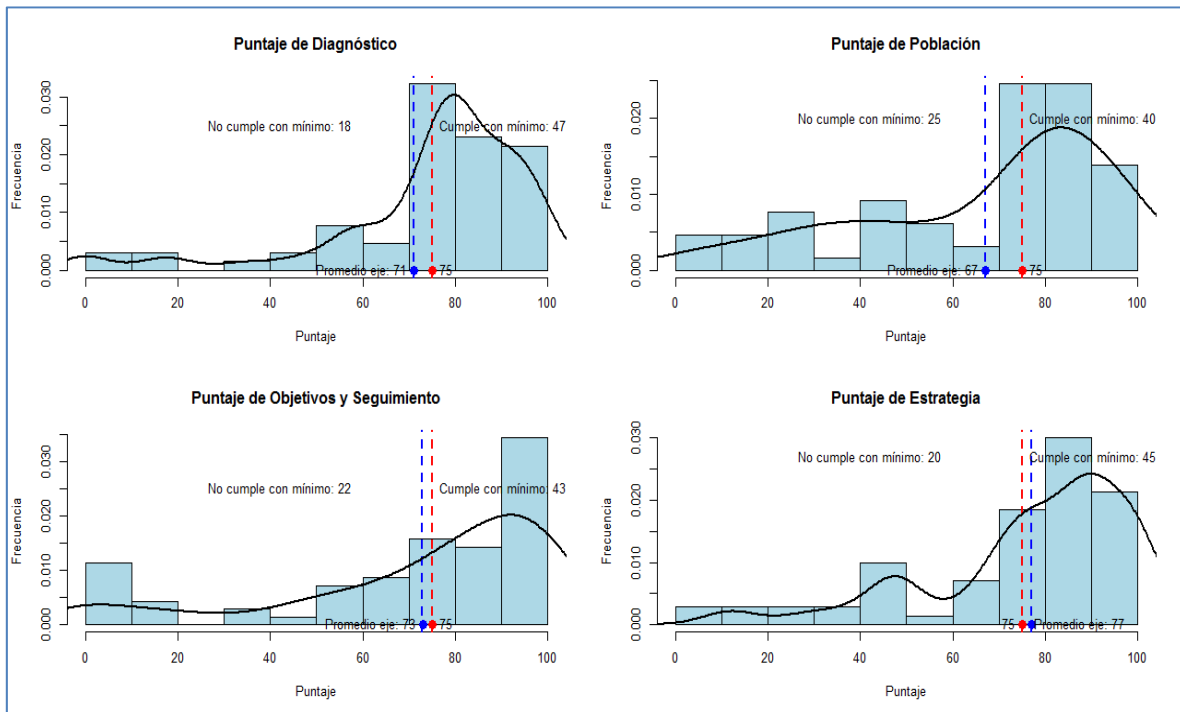 Puntaje de Diagnóstico
Frecuencia
0.000 0.010 0.020 0.030
No cumple con mínimo: 18
Cumple con mínimo: 47
Promedio eje: 71
75
0 20 40 60 80 100
Puntaje
Puntaje de Población
Frecuencia
0.000 0.010 0.020
No cumple con mínimo: 25
Cumple con mínimo: 40
Promedio eje: 67
75
0 20 40 60 80 100
Puntaje
Puntaje de Objetivos y Seguimiento
Frecuencia
0.000 0.010 0.020 0.030
No cumple con mínimo: 22
Cumple con mínimo: 43
Promedio eje: 73
75
0 20 40 60 80 100
Puntaje
Puntaje de Estrategia
Frecuencia
0.000 0.010 0.020 0.030
No cumple con mínimo: 20
Cumple con mínimo: 45
75
Promedio eje: 77
0 20 40 60 80 100
Puntaje